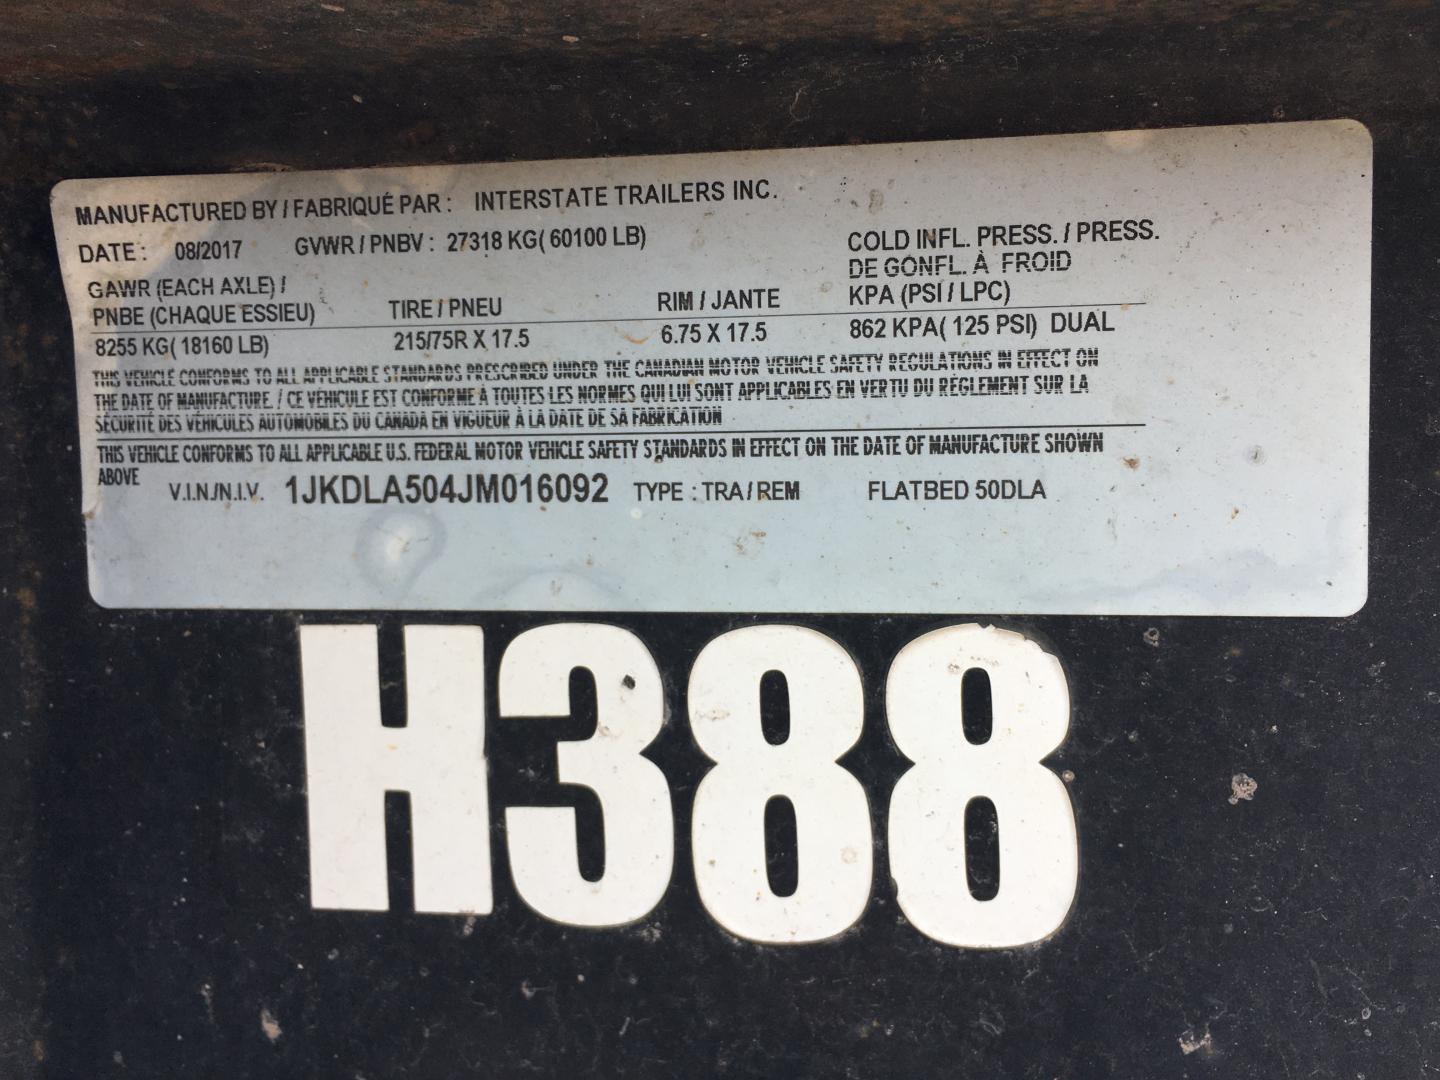 MANUFACTURED BY / FABRIQUÉ PAR : INTERSTATE TRAILERS INC.
DATE : 08/2017 GVWR / PNBV : 27318 KG( 60100 LB)
GAWR (EACH AXLE) /
PNBE (CHAQUE ESSIEU) TIRE / PNEU RIM / JANTE
COLD INFL. PRESS. / PRESS.
DE GONFL. À FROID
KPA (PSI / LPC)
8255 KG( 18160 LB) 215/75R X 17.5 6.75 X 17.5 862 KPA( 125 PSI) DUAL
THIS VEHICLE CONFORMS TO ALL APPLICABLE STANDARDS PRESCRIBED UNDER THE CANADIAN MOTOR VEHICLE SAFETY REGULATIONS IN EFFECT ON
THE DATE OF MANUFACTURE. / CE VÉHICULE EST CONFORME À TOUTES LES NORMES QUI LUI SONT APPLICABLES EN VERTU DU RÈGLEMENT SUR LA
SÉCURITÉ DES VÉHICULES AUTOMOBILES DU CANADA EN VIGUEUR À LA DATE DE SA FABRICATION
THIS VEHICLE CONFORMS TO ALL APPLICABLE U.S. FEDERAL MOTOR VEHICLE SAFETY STANDARDS IN EFFECT ON THE DATE OF MANUFACTURE SHOWN
ABOVE
V.I.N./N.I.V. 1JKDLA504JM016092 TYPE : TRA / REM FLATBED 50DLA
H388